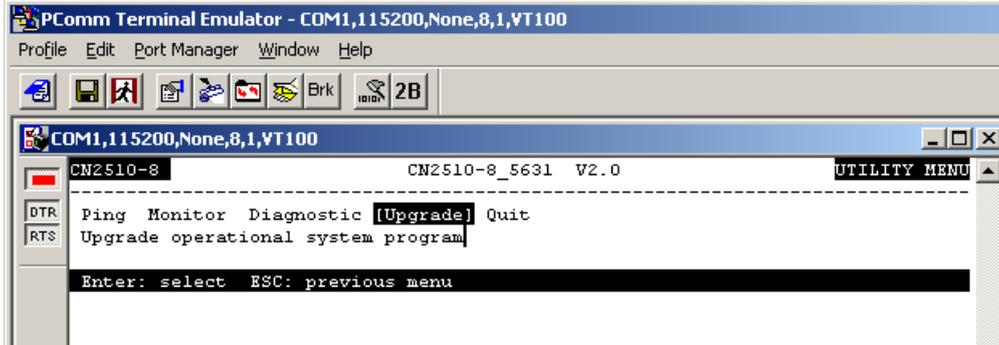 PComm Terminal Emulator - COM1,115200,None,8,1,VT100
Profile Edit Port Manager Window Help
Brk 2B
COM1,115200,None,8,1,VT100
CN2510-8 CN2510-8_5631 V2.0 UTILITY MENU
--------------------------------------------------------------------------------
DTR Ping Monitor Diagnostic [Upgrade] Quit
RTS Upgrade operational system program
Enter: select ESC: previous menu